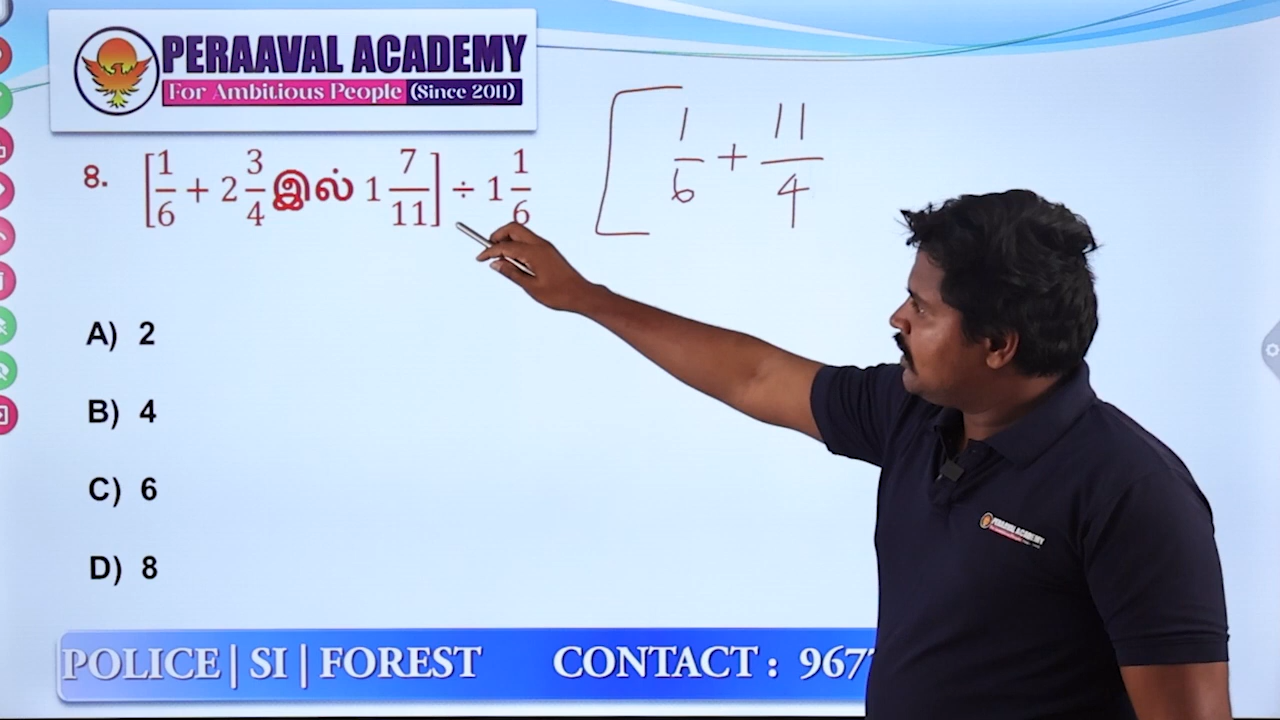 PERAAVAL ACADEMY
For Ambitious People (Since 2011)
8. [1/6 + 2 3/4 இல் 1 7/11] ÷ 1 1/6
[ 1/6 + 11/4
A) 2
B) 4
C) 6
D) 8
PERAAVAL ACADEMY
POLICE | SI | FOREST CONTACT : 967